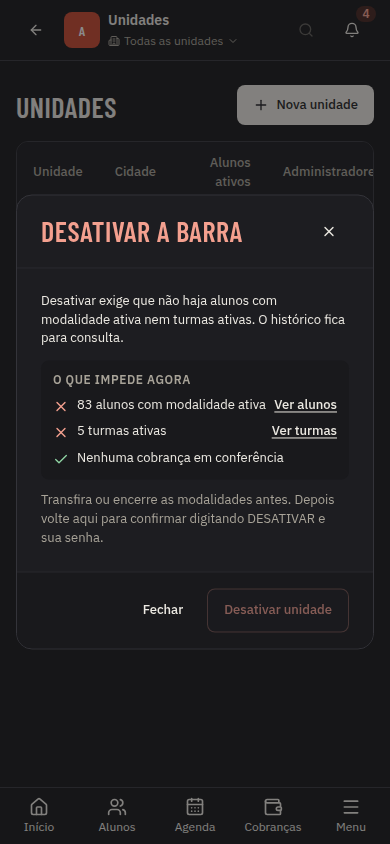 A
Unidades
Todas as unidades
4
UNIDADES
Nova unidade
Unidade
Cidade
Alunos
ativos
Administradore
DESATIVAR A BARRA
Desativar exige que não haja alunos com
modalidade ativa nem turmas ativas. O histórico fica
para consulta.
O QUE IMPEDE AGORA
83 alunos com modalidade ativa Ver alunos
5 turmas ativas Ver turmas
Nenhuma cobrança em conferência
Transfira ou encerre as modalidades antes. Depois
volte aqui para confirmar digitando DESATIVAR e
sua senha.
Fechar
Desativar unidade
Início
Alunos
Agenda
Cobranças
Menu